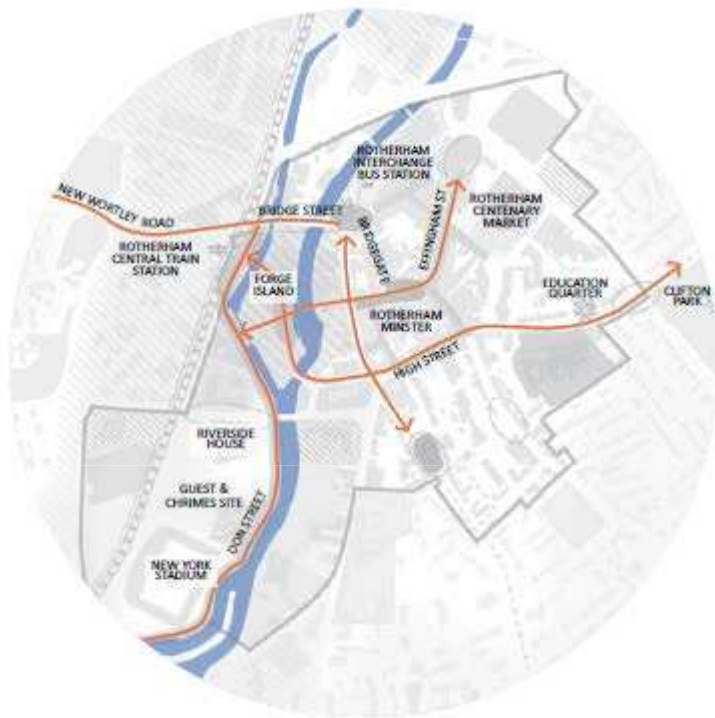 ROTHERHAM
INTERCHANGE
BUS STATION
NEW WORTLEY ROAD
BRIDGE STREET
BRIDGEGATE
EFFINGHAM ST
ROTHERHAM
CENTENARY
MARKET
ROTHERHAM
CENTRAL TRAIN
STATION
FORGE
ISLAND
EDUCATION
QUARTER
CLIFTON
PARK
ROTHERHAM
MINSTER
HIGH STREET
RIVERSIDE
HOUSE
GUEST &
CHRIMES SITE
DON STREET
NEW YORK
STADIUM